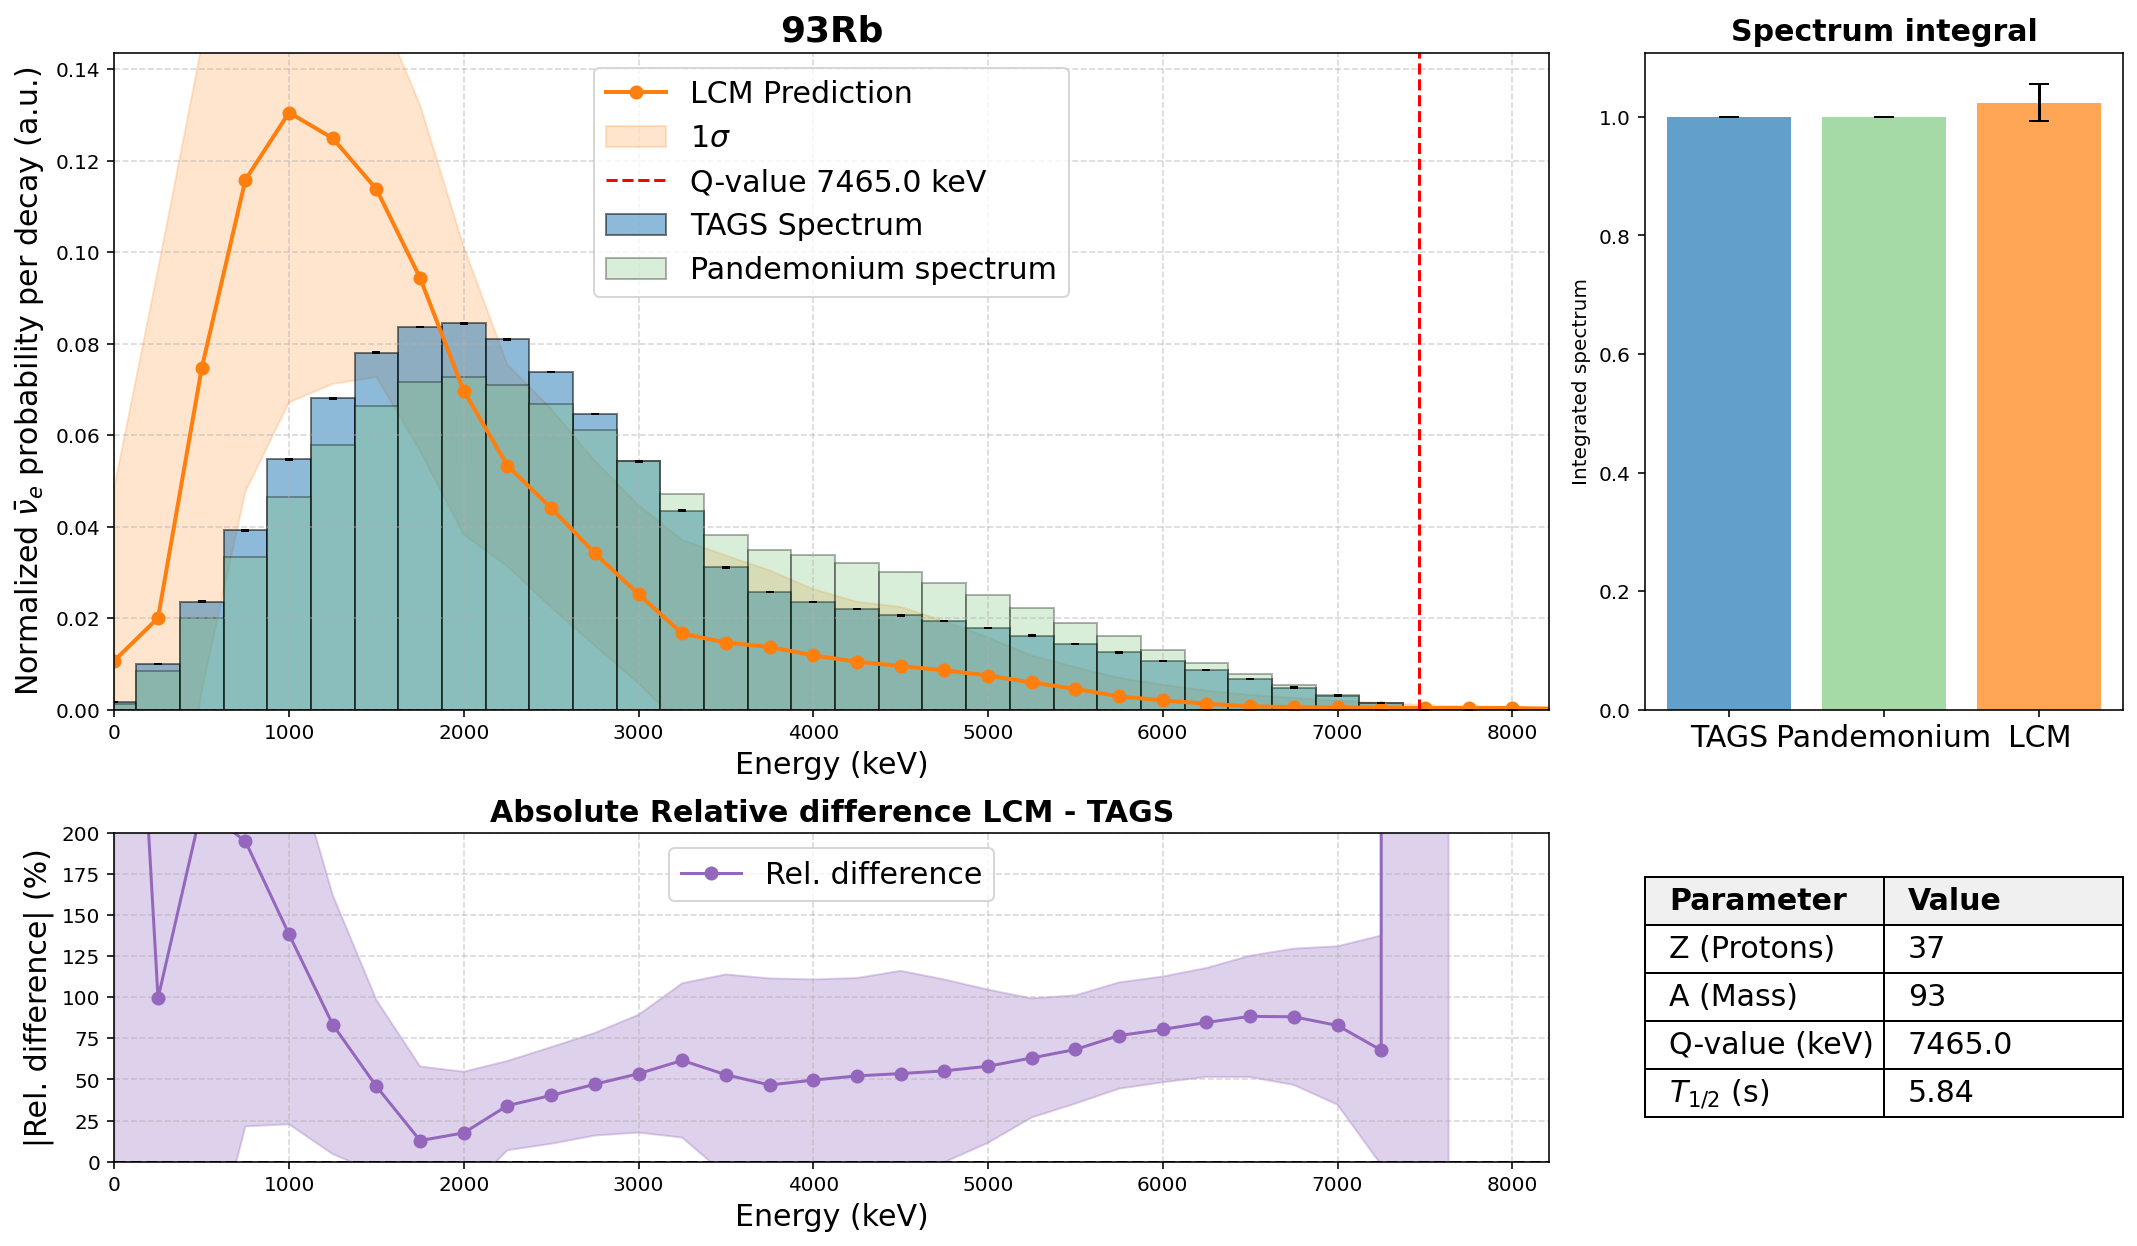 93Rb
Normalized ν̄e probability per decay (a.u.)
0.14
0.12
0.10
0.08
0.06
0.04
0.02
0.00
LCM Prediction
1σ
Q-value 7465.0 keV
TAGS Spectrum
Pandemonium spectrum
0 1000 2000 3000 4000 5000 6000 7000 8000
Energy (keV)
Spectrum integral
Integrated spectrum
1.0
0.8
0.6
0.4
0.2
0.0
TAGS Pandemonium LCM
Absolute Relative difference LCM - TAGS
|Rel. difference| (%)
200
175
150
125
100
75
50
25
0
Rel. difference
0 1000 2000 3000 4000 5000 6000 7000 8000
Energy (keV)
Parameter Value
Z (Protons) 37
A (Mass) 93
Q-value (keV) 7465.0
T1/2 (s) 5.84